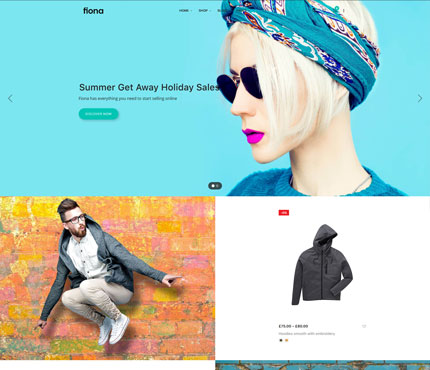 fiona
HOME
SHOP
Summer Get Away Holiday Sales
Fiona has everything you need to start selling online
DISCOVER NOW
£75.00 – £80.00
Hoodies smooth with embroidery